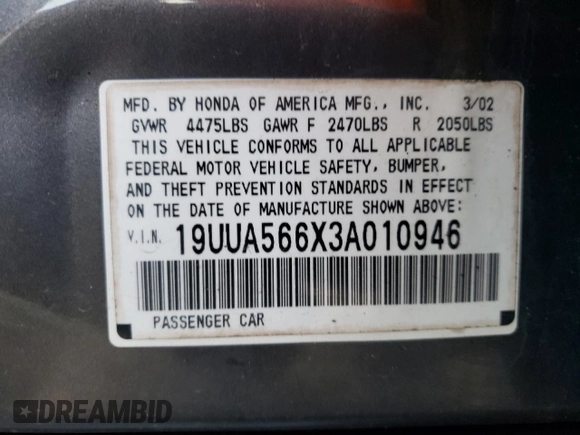 MFD. BY HONDA OF AMERICA MFG., INC. 3/02
GVWR 4475LBS GAWR F 2470LBS R 2050LBS
THIS VEHICLE CONFORMS TO ALL APPLICABLE
FEDERAL MOTOR VEHICLE SAFETY, BUMPER,
AND THEFT PREVENTION STANDARDS IN EFFECT
ON THE DATE OF MANUFACTURE SHOWN ABOVE:
V.I.N. 19UUA566X3A010946
PASSENGER CAR
DREAMBID